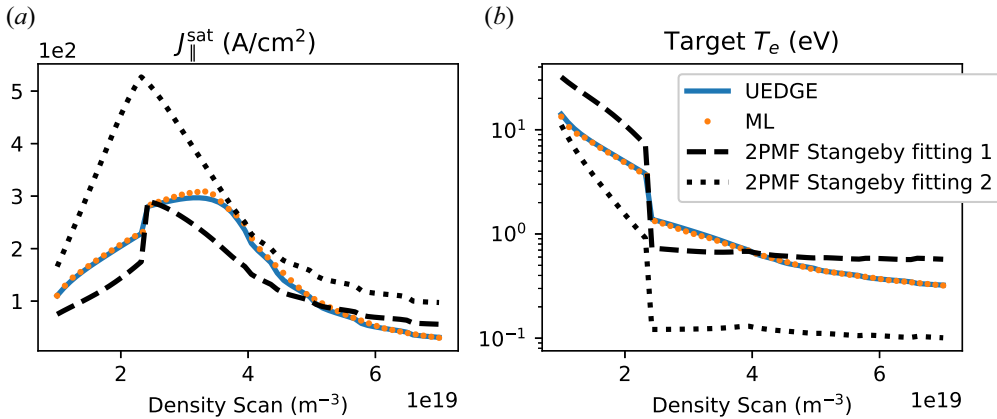 (a)
J∥^sat (A/cm²)
1e2
5
4
3
2
1
2
4
6
1e19
Density Scan (m⁻³)
(b)
Target T_e (eV)
10¹
10⁰
10⁻¹
UEDGE
ML
2PMF Stangeby fitting 1
2PMF Stangeby fitting 2
2
4
6
1e19
Density Scan (m⁻³)